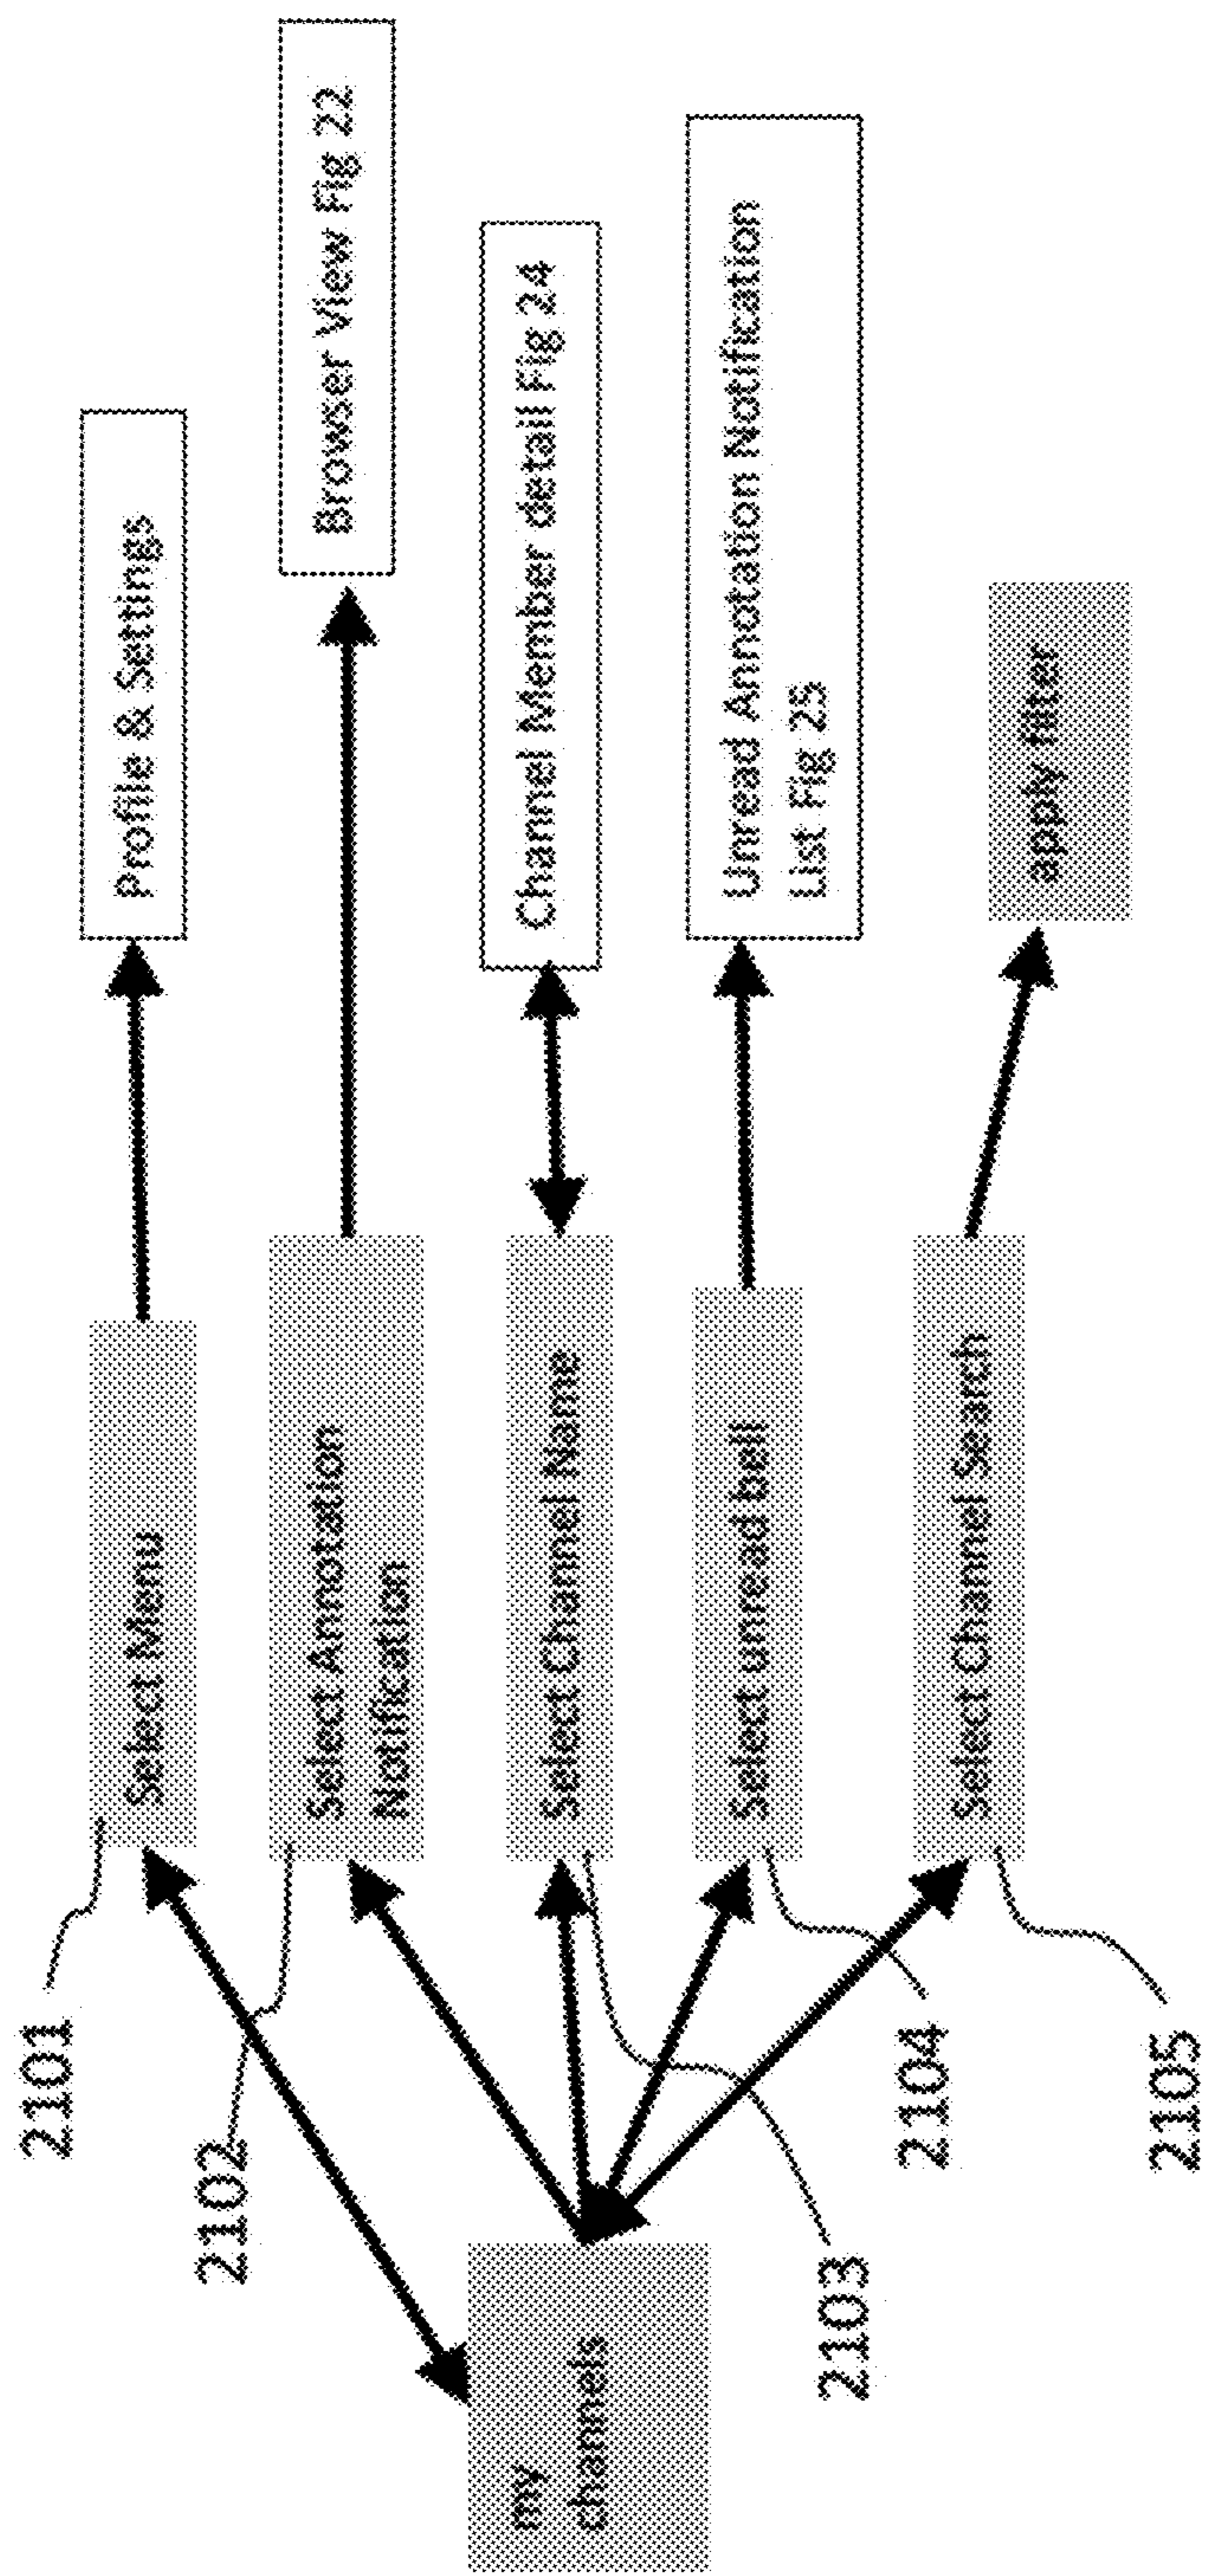 my
channels
2101
Select Menu
Profile & Settings
2102
Select Annotation
Notification
Browser View Fig 22
2103
Select Channel Name
Channel Member detail Fig 24
2104
Select unread bell
Unread Annotation Notification
List Fig 25
2105
Select Channel Search
apply filter